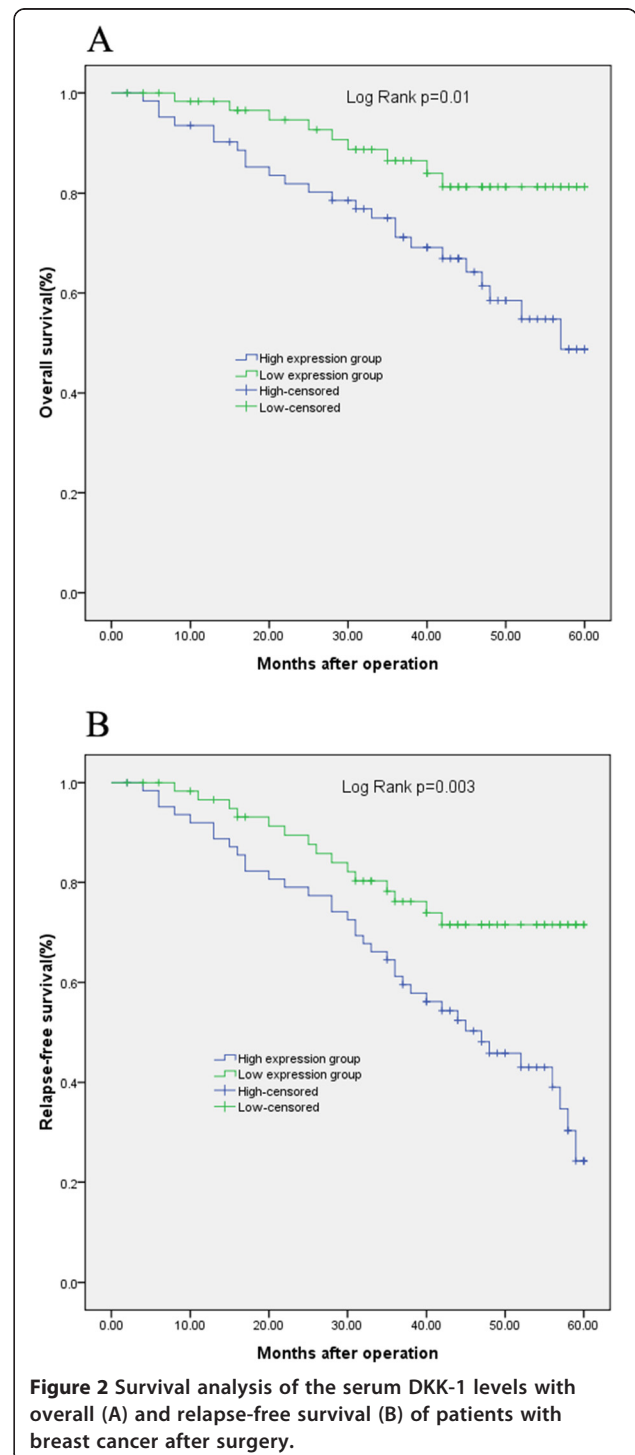 A
Log Rank p=0.01
1.0
0.8
0.6
0.4
0.2
0.0
Overall survival(%)
High expression group
Low expression group
High-censored
Low-censored
0.00 10.00 20.00 30.00 40.00 50.00 60.00
Months after operation
B
Log Rank p=0.003
1.0
0.8
0.6
0.4
0.2
0.0
Relapse-free survival(%)
High expression group
Low expression group
High-censored
Low-censored
0.00 10.00 20.00 30.00 40.00 50.00 60.00
Months after operation
Figure 2 Survival analysis of the serum DKK-1 levels with
overall (A) and relapse-free survival (B) of patients with
breast cancer after surgery.